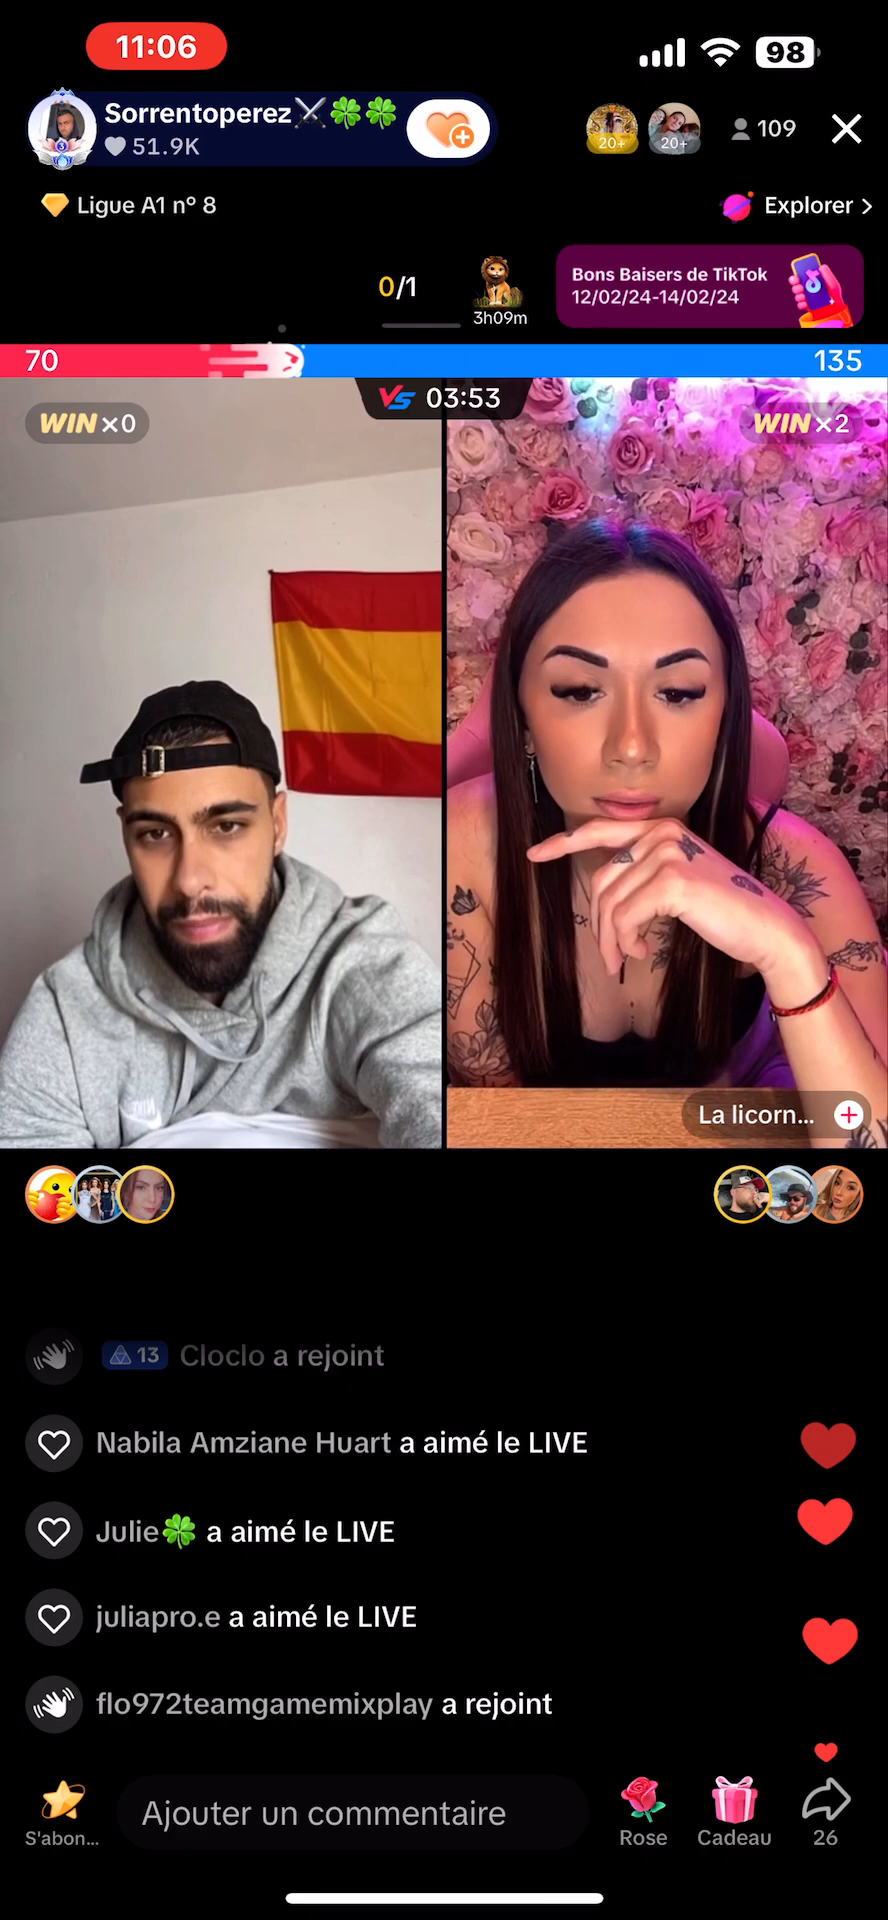 11:06
98
Sorrentoperez⚔️🍀🍀
51.9K
20+
20+
109
Ligue A1 n° 8
Explorer >
0/1
3h09m
Bons Baisers de TikTok
12/02/24-14/02/24
70
135
VS 03:53
WIN x0
WIN x2
La licorn...
13 Cloclo a rejoint
Nabila Amziane Huart a aimé le LIVE
Julie🍀 a aimé le LIVE
juliapro.e a aimé le LIVE
flo972teamgamemixplay a rejoint
Ajouter un commentaire
S'abon...
Rose
Cadeau
26